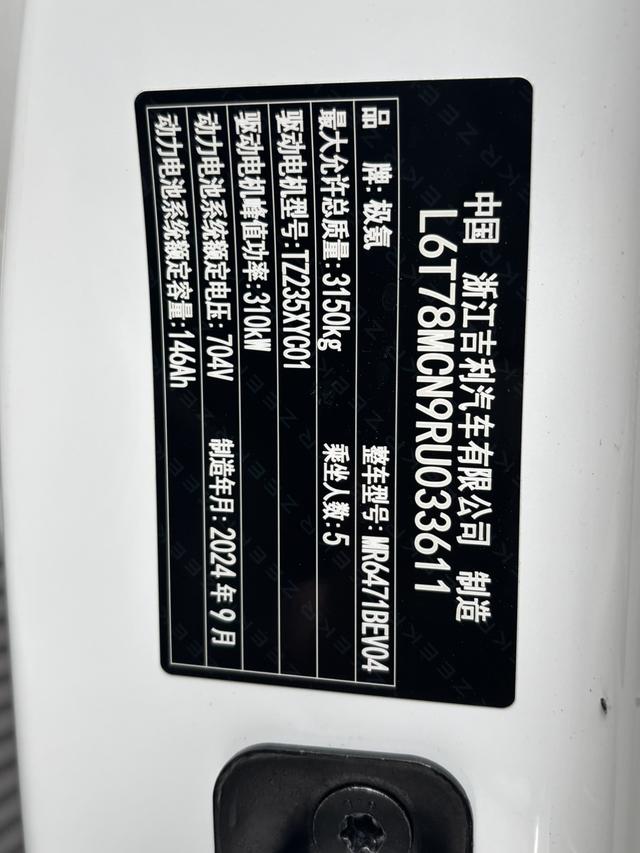 中国 浙江吉利汽车有限公司 制造
L6T78MCN9RU033611
品 牌:极氪 整车型号:MR6471BEV04
最大允许总质量:3150kg 乘坐人数:5
驱动电机型号:TZ235XYC01
驱动电机峰值功率:310kW
动力电池系统额定电压:704V 制造年月:2024年9月
动力电池系统额定容量:146Ah